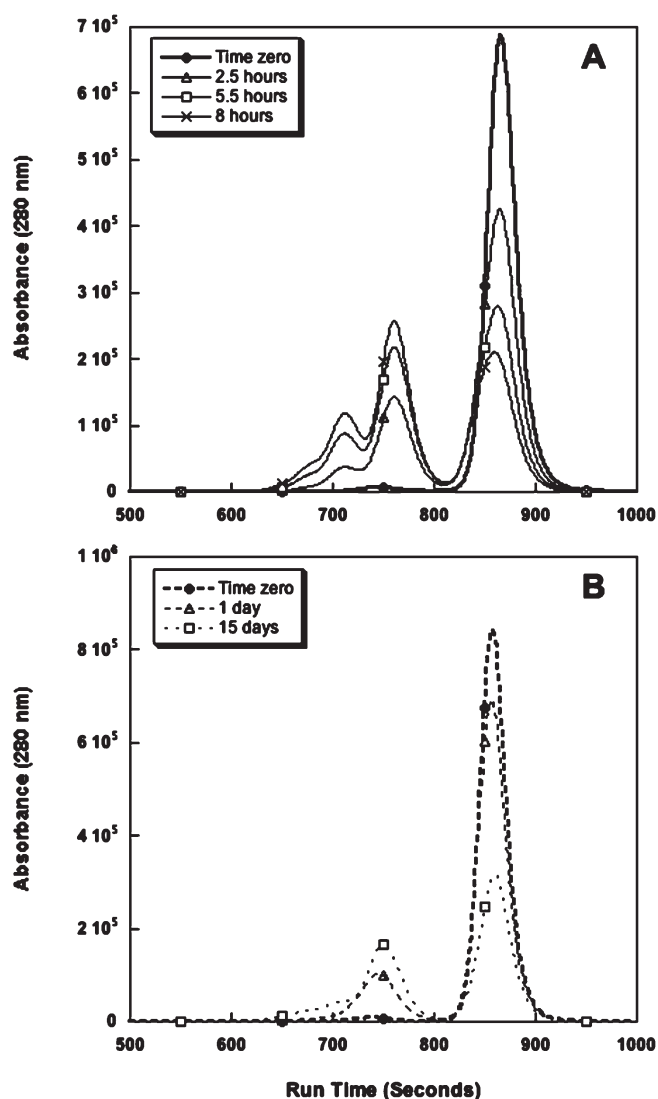 A
Time zero
2.5 hours
5.5 hours
8 hours
7 10⁵
6 10⁵
5 10⁵
4 10⁵
3 10⁵
2 10⁵
1 10⁵
0
Absorbance (280 nm)
500 600 700 800 900 1000
B
Time zero
1 day
15 days
1 10⁶
8 10⁵
6 10⁵
4 10⁵
2 10⁵
0
Absorbance (280 nm)
500 600 700 800 900 1000
Run Time (Seconds)